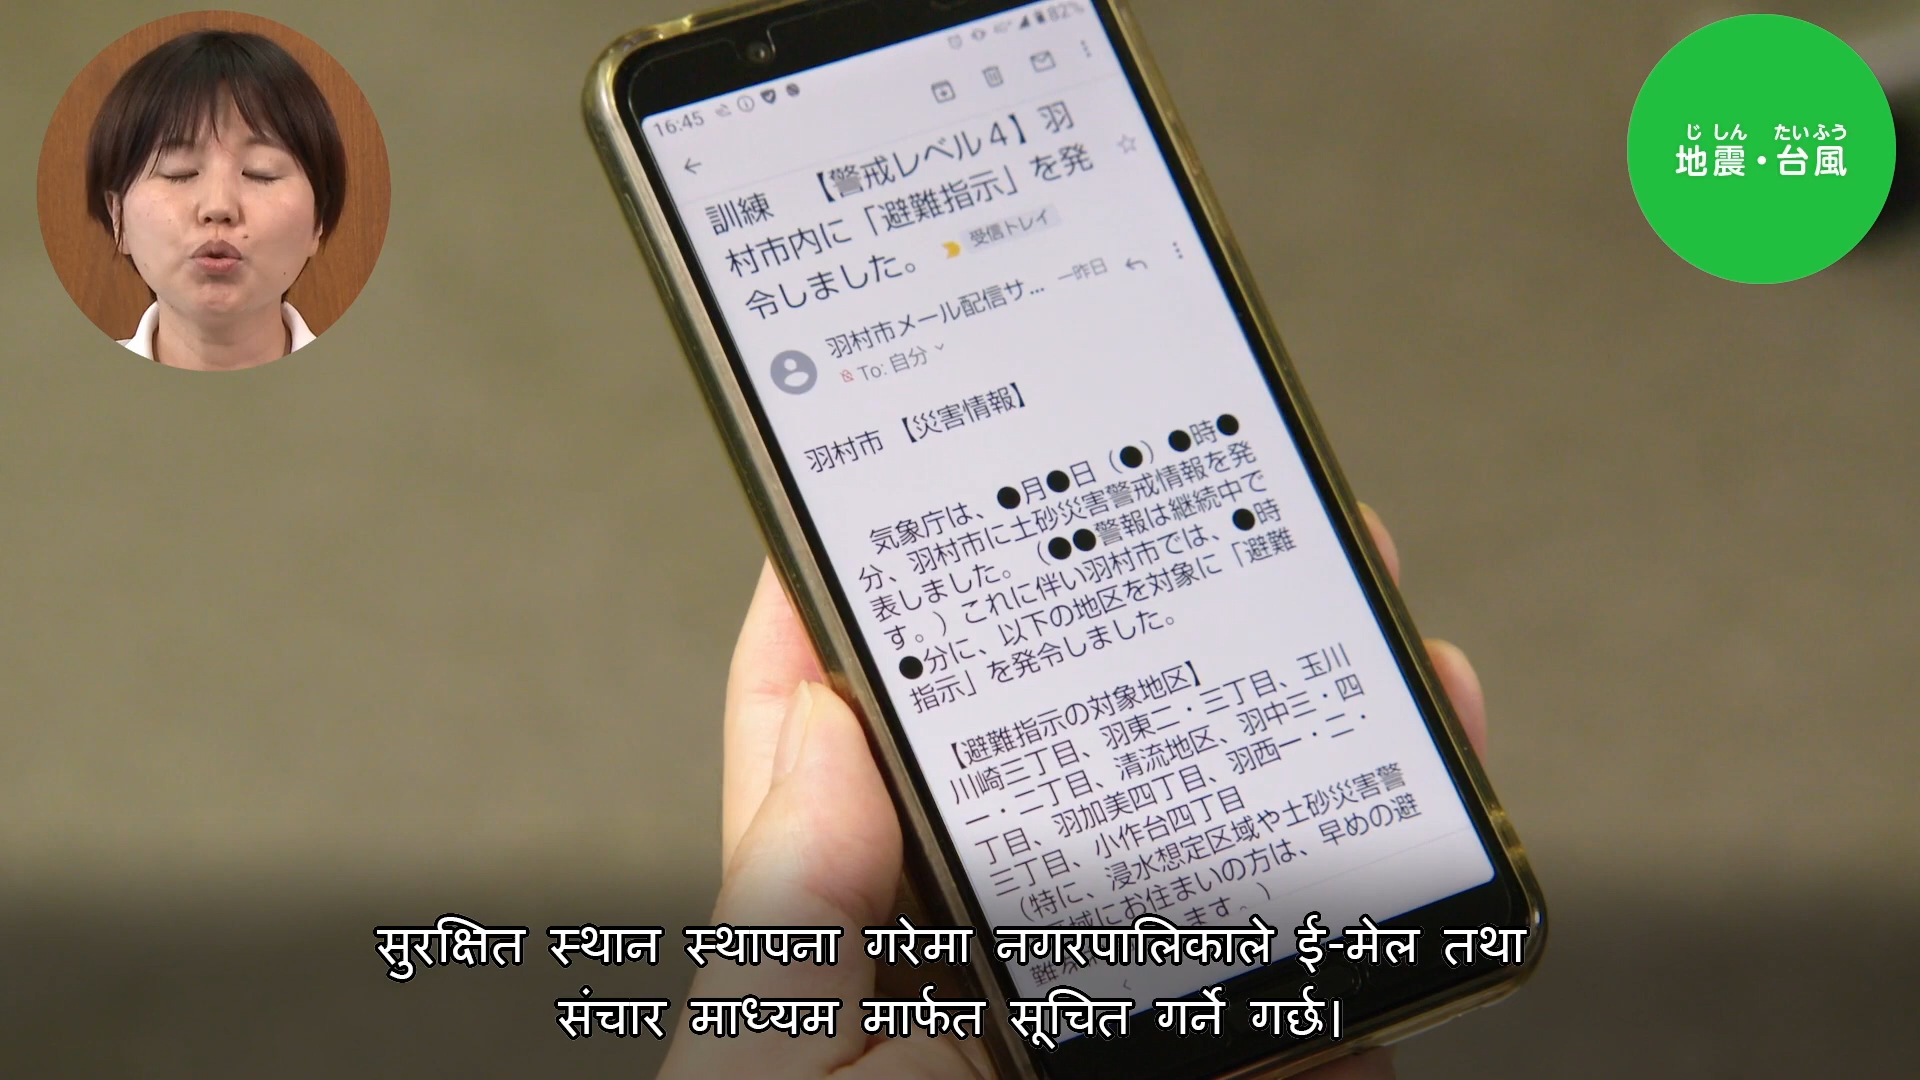 じしん たいふう
地震・台風
16:45
82%
訓練 【警戒レベル４】羽
村市内に「避難指示」を発
令しました。 受信トレイ
羽村市メール配信サ... 一昨日
To: 自分
羽村市 【災害情報】
気象庁は、●月●日（●）●時●
分、羽村市に土砂災害警戒情報を発
表しました。（●●警報は継続中で
す。）これに伴い羽村市では、●時
●分に、以下の地区を対象に「避難
指示」を発令しました。
【避難指示の対象地区】
川崎三丁目、羽東二・三丁目、玉川
一・二丁目、清流地区、羽中三・四
丁目、羽加美四丁目、羽西一・二・
三丁目、小作台四丁目
（特に、浸水想定区域や土砂災害警
域にお住まいの方は、早めの避
難 ます。）
सुरक्षित स्थान स्थापना गरेमा नगरपालिकाले ई-मेल तथा
संचार माध्यम मार्फत सूचित गर्ने गर्छ।